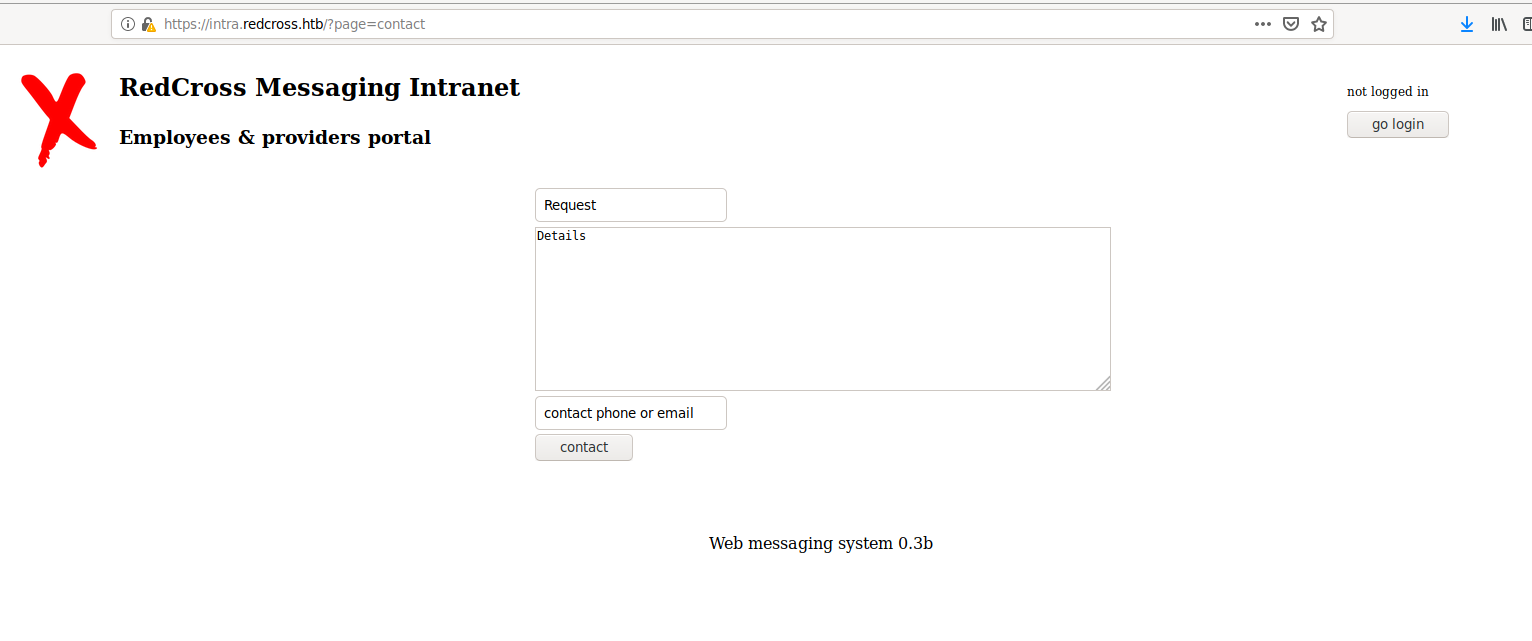 https://intra.redcross.htb/?page=contact
RedCross Messaging Intranet
not logged in
go login
Employees & providers portal
Request
Details
contact phone or email
contact
Web messaging system 0.3b